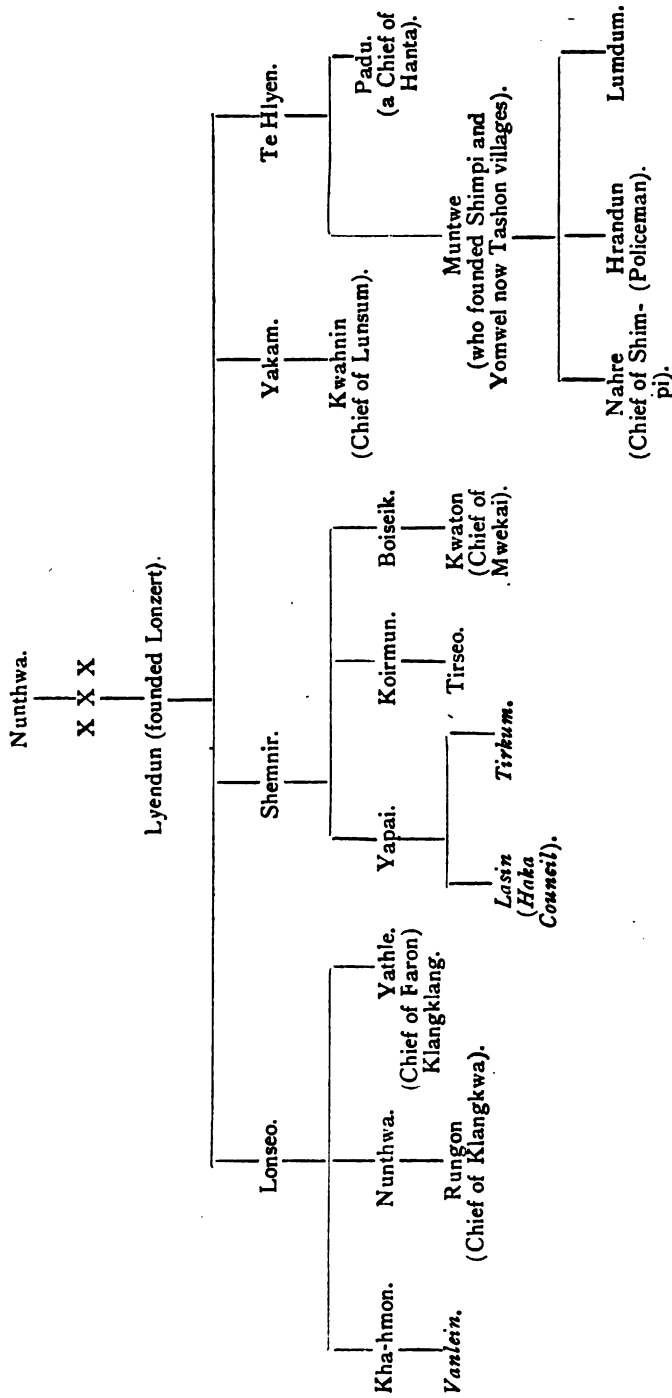 Nunthwa.
X X X
Lyendun (founded Lonzert).
Lonseo.
Shemnir.
Yakam.
Te Hlyen.
Kha-hmon.
Nunthwa.
Yathle.
(Chief of Faron)
Klangklang.
Yapai.
Koirmun.
Boiseik.
Kwahnin
(Chief of Lunsum).
Padu.
(a Chief of
Hanta).
Vanlein.
Rungon
(Chief of Klangkwa).
Lasin
(Haka
Council).
Tirkum.
Tirseo.
Kwaton
(Chief of
Mwekai).
Muntwe
(who founded Shimpi and
Yomwel now Tashon villages).
Nahre
(Chief of Shim-
pi).
Hrandun
(Policeman).
Lumdum.